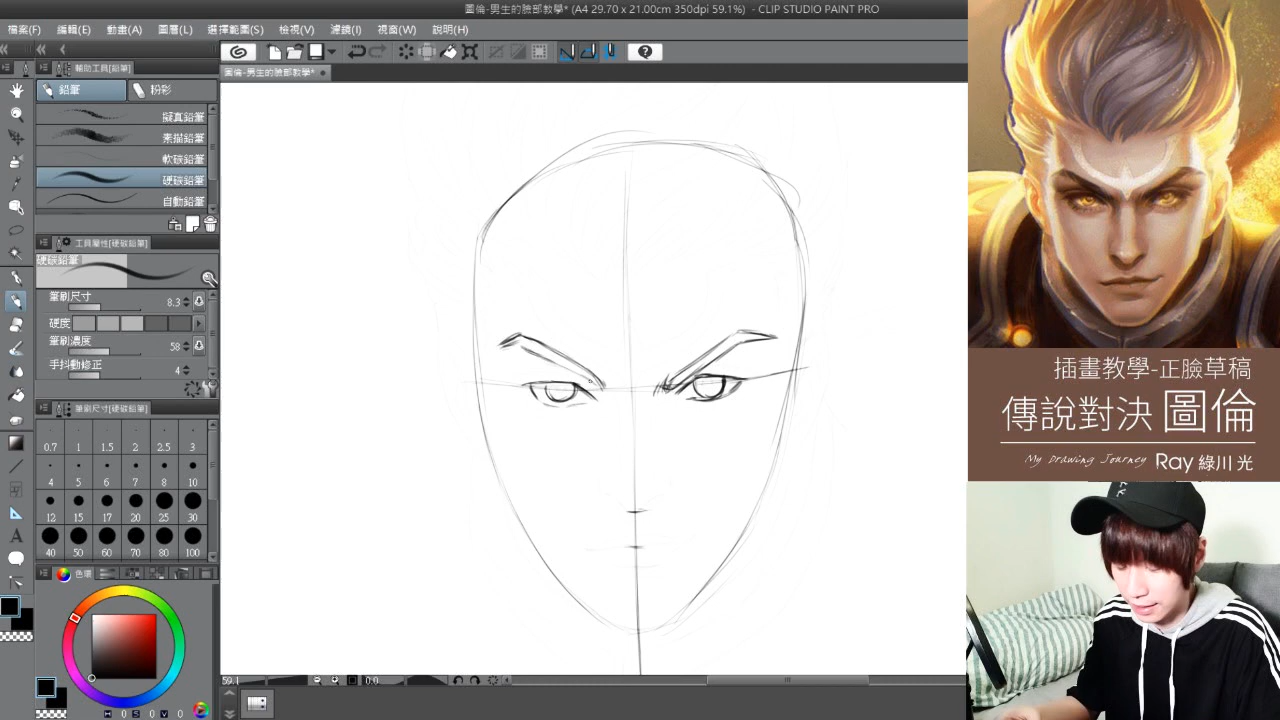 圖倫-男生的臉部教學* (A4 29.70 x 21.00cm 350dpi 59.1%) - CLIP STUDIO PAINT PRO
檔案(F) 編輯(E) 動畫(A) 圖層(L) 選擇範圍(S) 檢視(V) 濾鏡(I) 視窗(W) 說明(H)
輔助工具[鉛筆]
圖倫-男生的臉部教學*
鉛筆 粉彩
擬真鉛筆
素描鉛筆
軟碳鉛筆
硬碳鉛筆
自動鉛筆
工具屬性[硬碳鉛筆]
硬碳鉛筆
筆刷尺寸 8.3
硬度
筆刷濃度 58
手抖動修正 4
筆刷尺寸[硬碳鉛筆]
0.7 1 1.5 2 2.5 3
4 5 6 7 8 10
12 15 17 20 25 30
40 50 60 70 80 100
色環
H 0 S 0 V 0
59.1 0.0
插畫教學-正臉草稿
傳說對決 圖倫
My Drawing Journey Ray 綠川 光